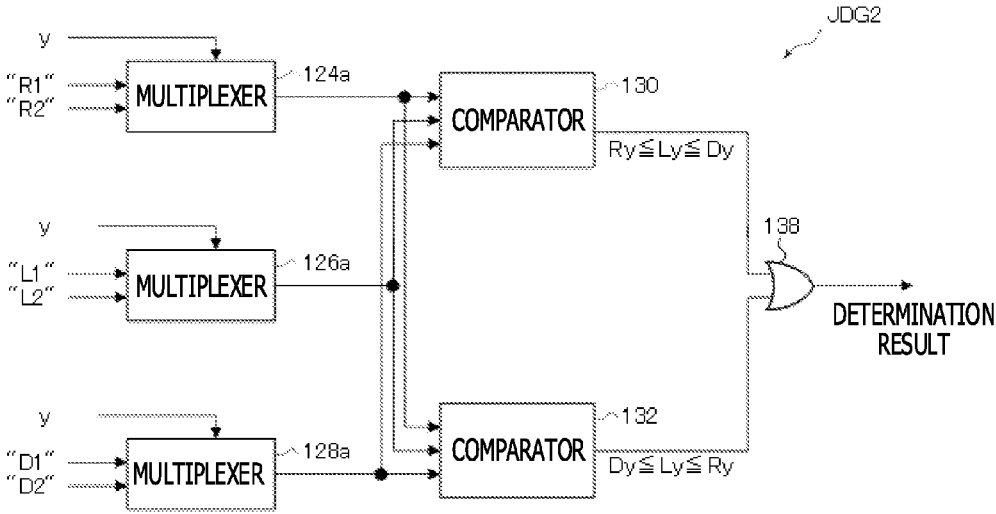 JDG2
y
"R1"
"R2"
MULTIPLEXER
124a
COMPARATOR
130
Ry≦Ly≦Dy
y
"L1"
"L2"
MULTIPLEXER
126a
138
DETERMINATION
RESULT
y
"D1"
"D2"
MULTIPLEXER
128a
COMPARATOR
132
Dy≦Ly≦Ry